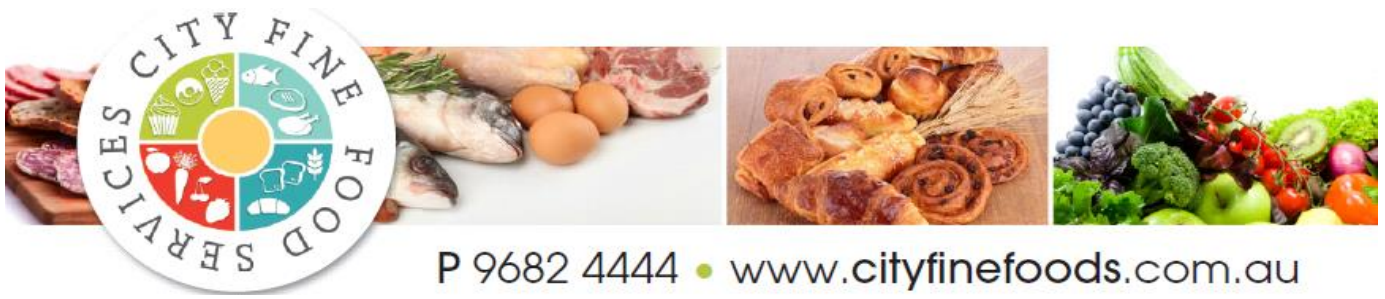 CITY FINE FOOD SERVICES
P 9682 4444 • www.cityfinefoods.com.au